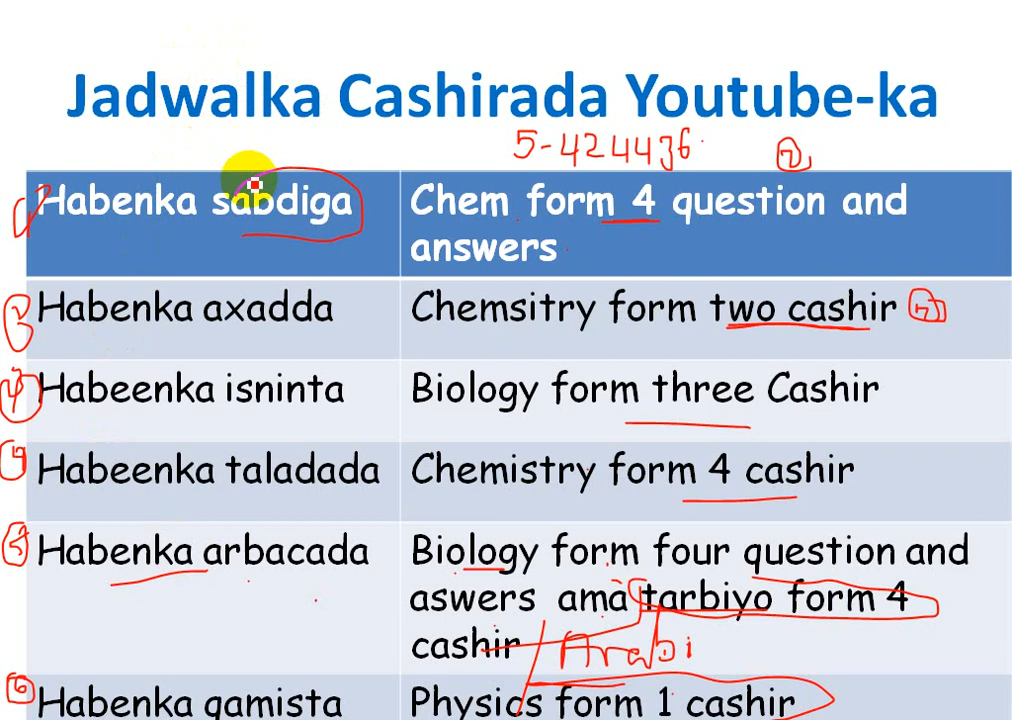 Jadwalka Cashirada Youtube-ka
5-424436
Habenka sabdiga
Chem form 4 question and
answers
Habenka axadda
Chemsitry form two cashir
Habeenka isninta
Biology form three Cashir
Habeenka taladada
Chemistry form 4 cashir
Habenka arbacada
Biology form four question and
aswers ama tarbiyo form 4
cashir
Arabi
Habenka gamista
Physics form 1 cashir